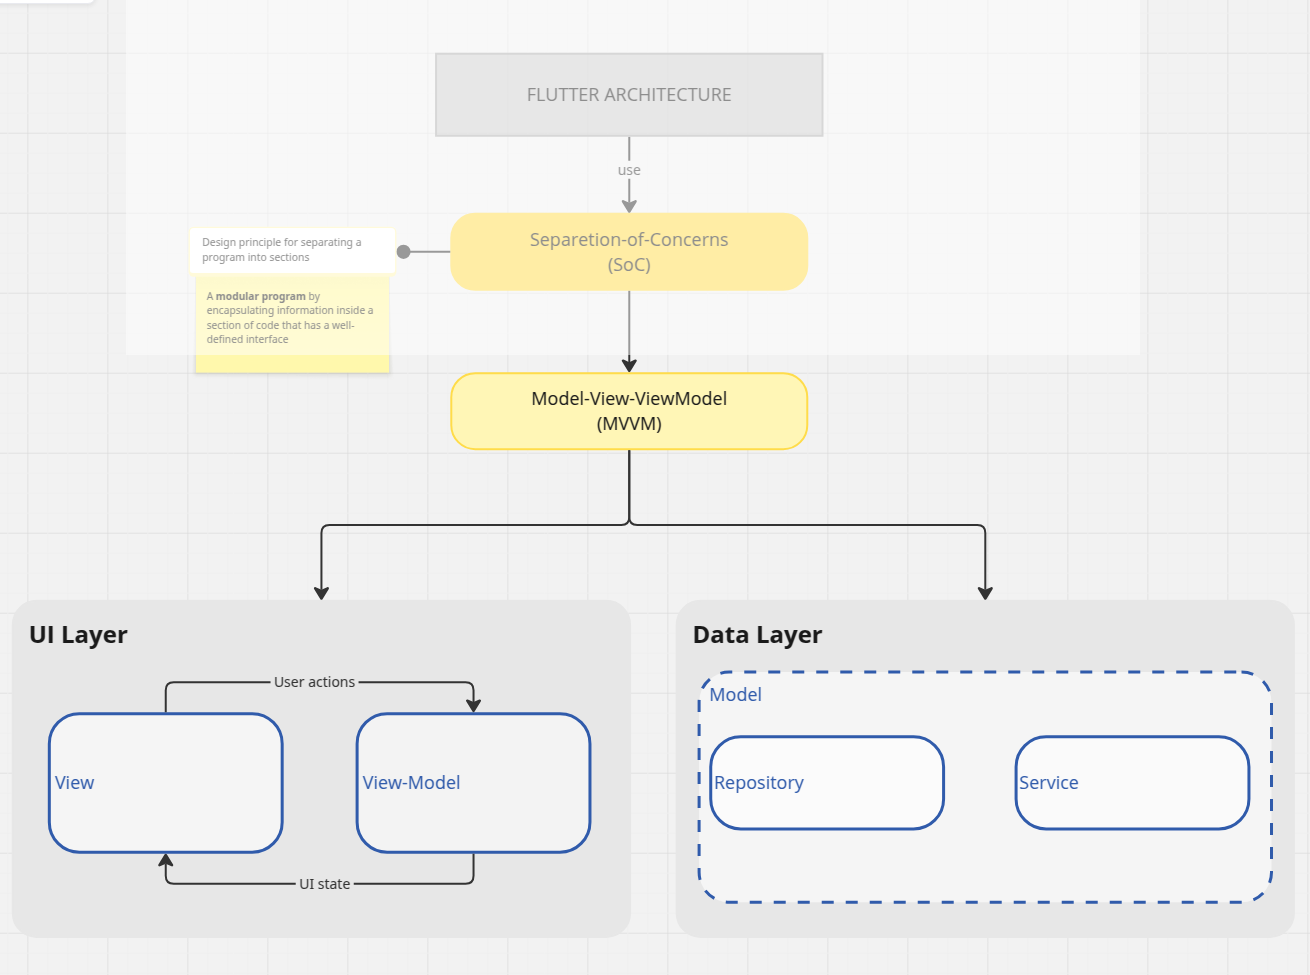 FLUTTER ARCHITECTURE
use
Separetion-of-Concerns
(SoC)
Design principle for separating a
program into sections
A modular program by
encapsulating information inside a
section of code that has a well-
defined interface
Model-View-ViewModel
(MVVM)
UI Layer
User actions
View
View-Model
UI state
Data Layer
Model
Repository
Service